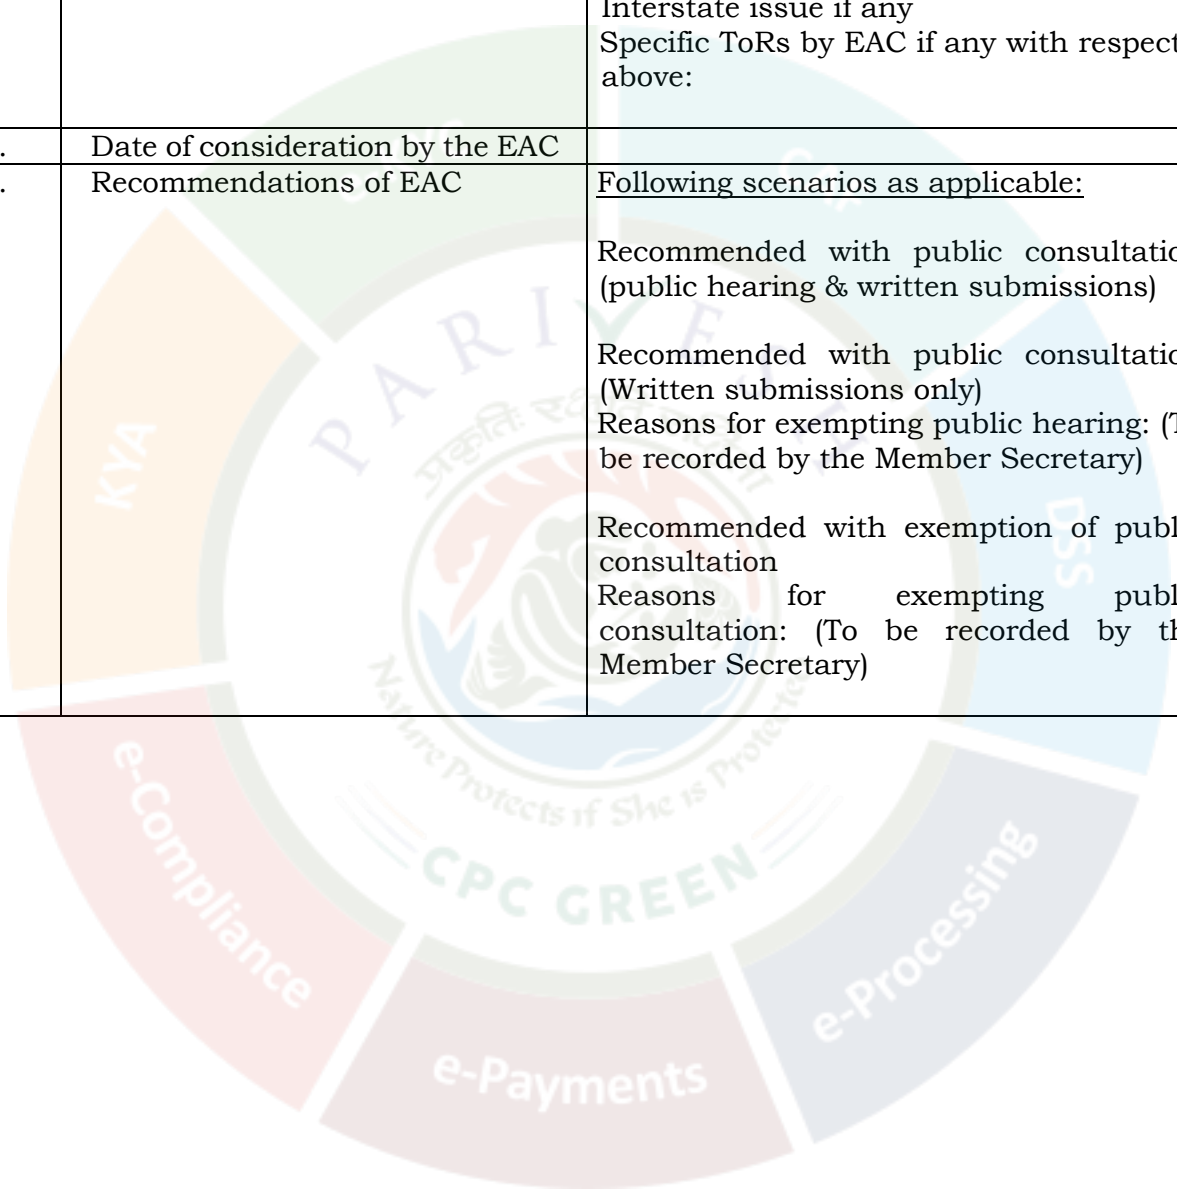 Interstate issue if any
Specific ToRs by EAC if any with respect
above:
. Date of consideration by the EAC
. Recommendations of EAC Following scenarios as applicable:
Recommended with public consultatio
(public hearing & written submissions)
Recommended with public consultatio
(Written submissions only)
Reasons for exempting public hearing: (T
be recorded by the Member Secretary)
Recommended with exemption of publ
consultation
Reasons for exempting publ
consultation: (To be recorded by th
Member Secretary)
KYA
DSS
Nature Protects if She is Protecte
CPC GREEN
e-Compliance
e-Payments
e-Processing